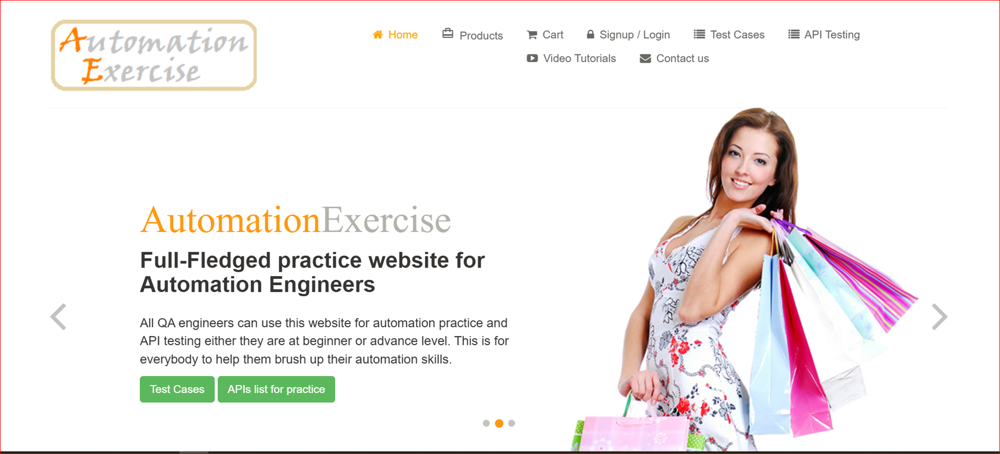 Automation
Exercise
Home Products Cart Signup / Login Test Cases API Testing
Video Tutorials Contact us
AutomationExercise
Full-Fledged practice website for
Automation Engineers
All QA engineers can use this website for automation practice and
API testing either they are at beginner or advance level. This is for
everybody to help them brush up their automation skills.
Test Cases APIs list for practice